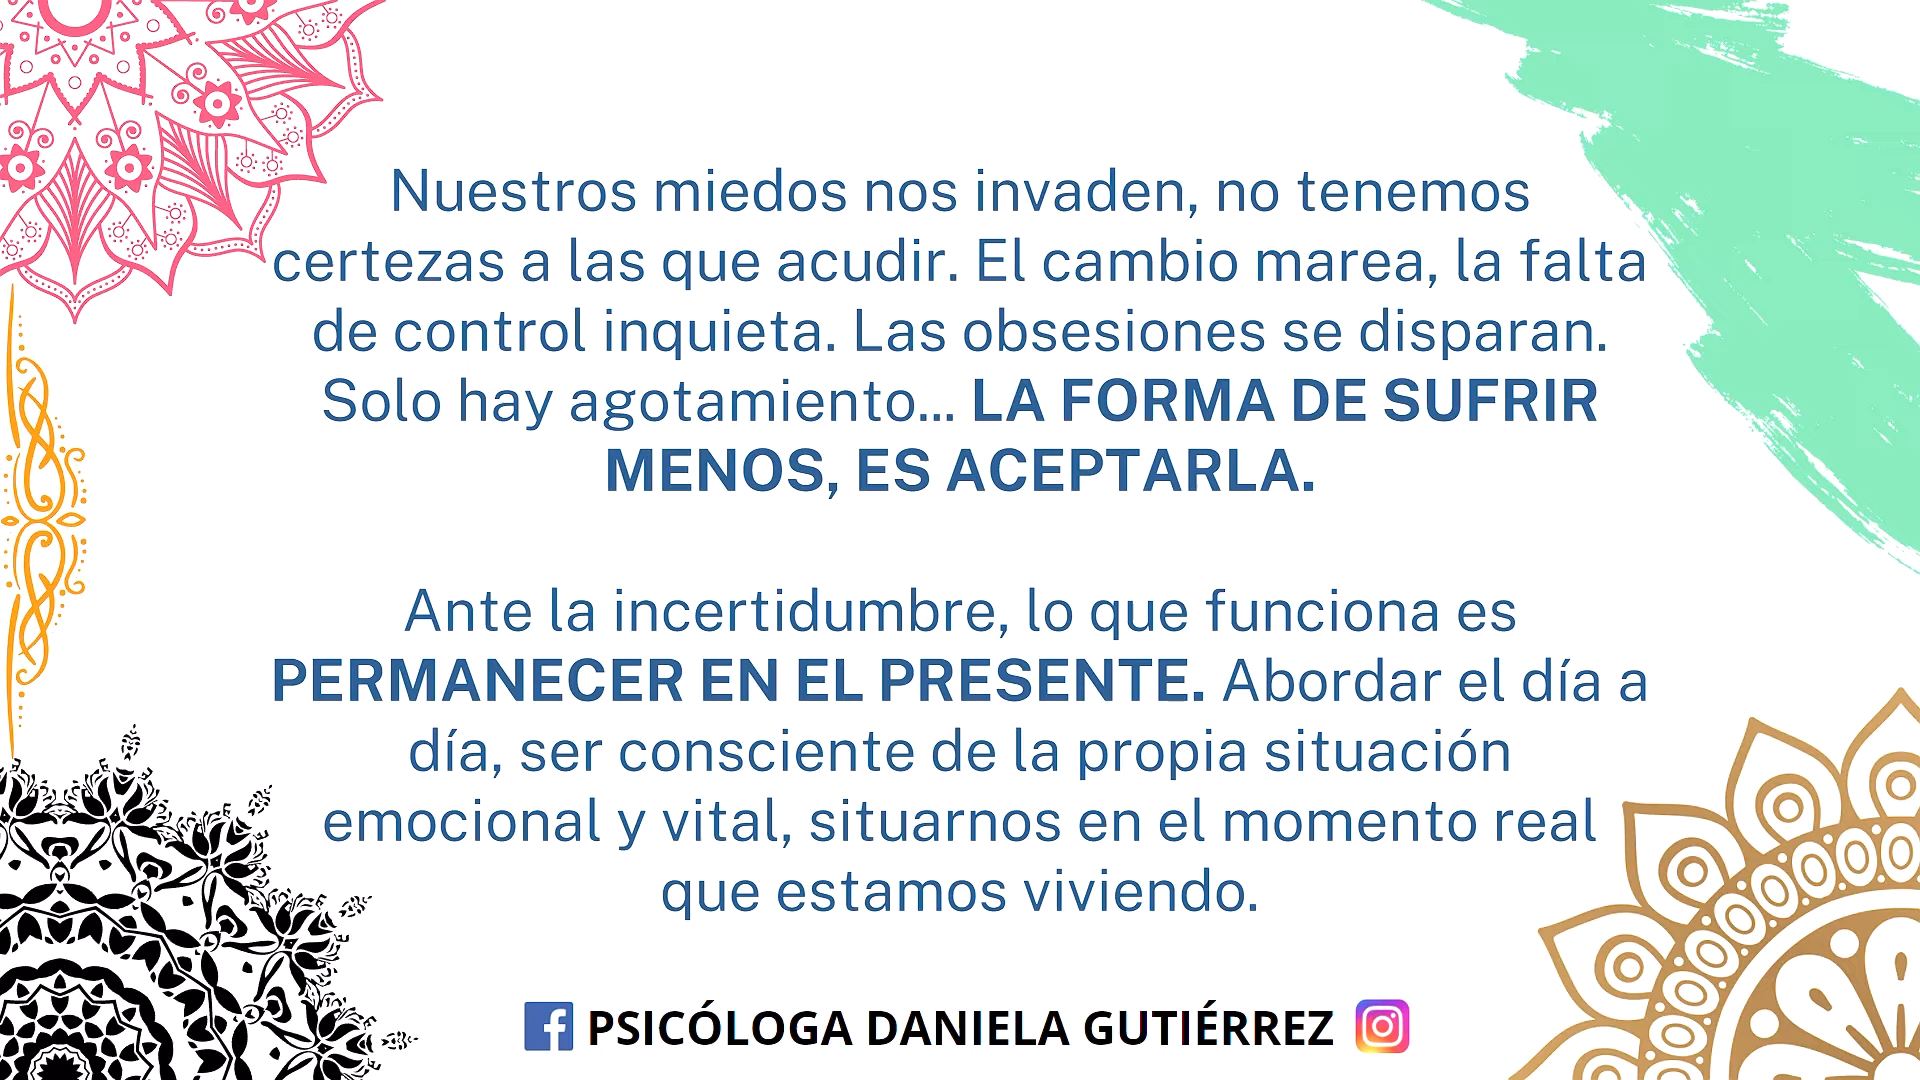 Nuestros miedos nos invaden, no tenemos
certezas a las que acudir. El cambio marea, la falta
de control inquieta. Las obsesiones se disparan.
Solo hay agotamiento... LA FORMA DE SUFRIR
MENOS, ES ACEPTARLA.
Ante la incertidumbre, lo que funciona es
PERMANECER EN EL PRESENTE. Abordar el día a
día, ser consciente de la propia situación
emocional y vital, situarnos en el momento real
que estamos viviendo.
PSICÓLOGA DANIELA GUTIÉRREZ